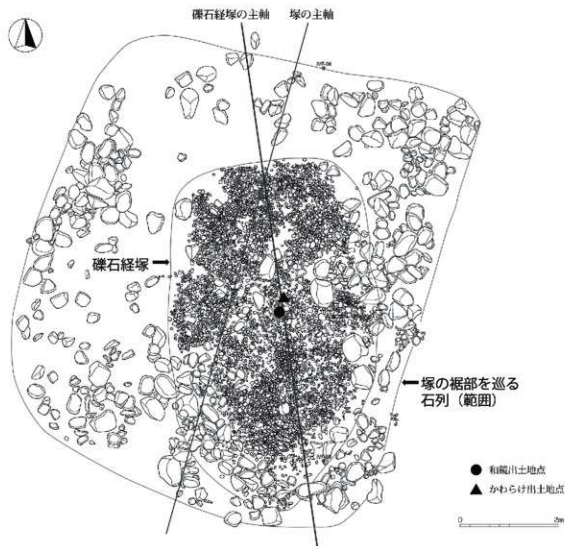 礫石経塚の主軸
塚の主軸
礫石経塚
塚の裾部を巡る
石列（範囲）
● 和鏡出土地点
▲ かわらけ出土地点
0
2m